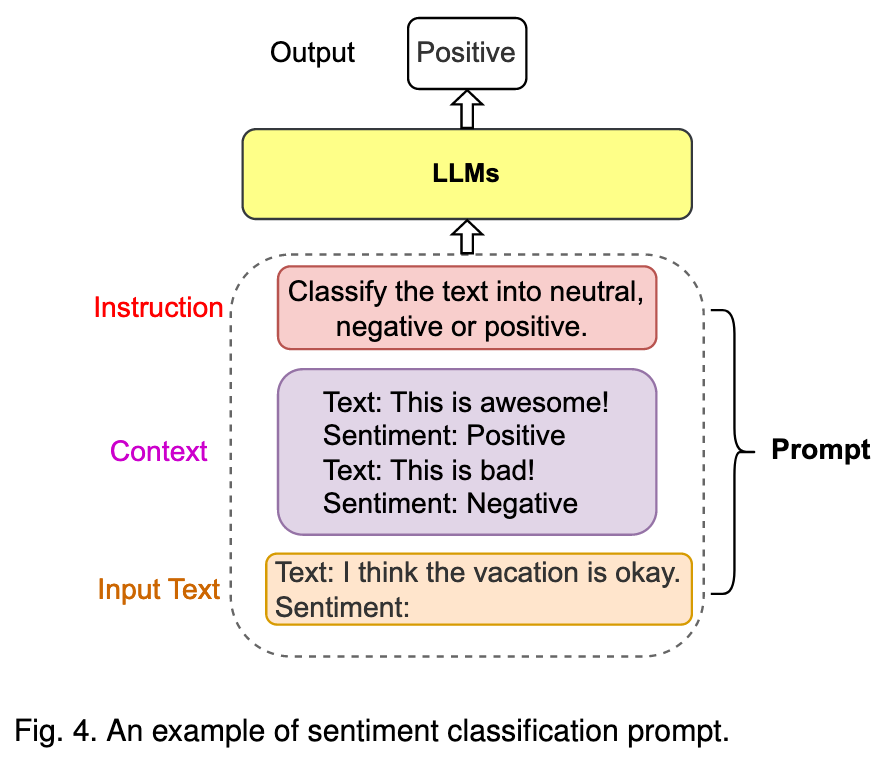 Output
Positive
LLMs
Instruction
Classify the text into neutral,
negative or positive.
Context
Text: This is awesome!
Sentiment: Positive
Text: This is bad!
Sentiment: Negative
Prompt
Input Text
Text: I think the vacation is okay.
Sentiment:
Fig. 4. An example of sentiment classification prompt.